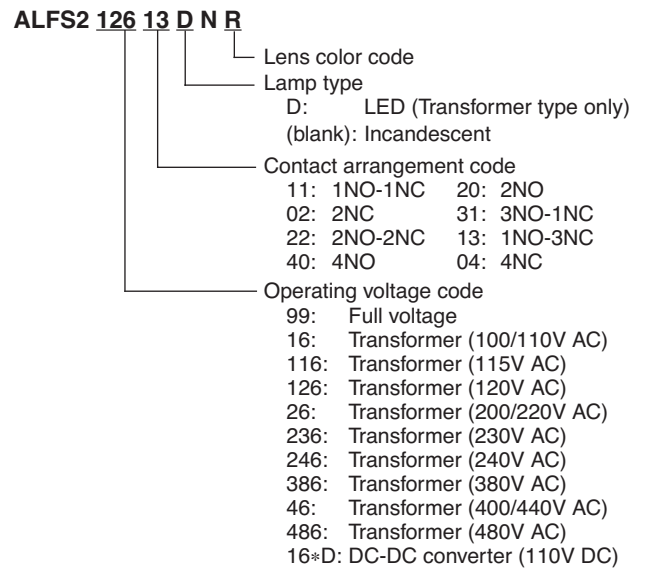 ALFS2 126 13 D N R
Lens color code
Lamp type
D: LED (Transformer type only)
(blank): Incandescent
Contact arrangement code
11: 1NO-1NC 20: 2NO
02: 2NC 31: 3NO-1NC
22: 2NO-2NC 13: 1NO-3NC
40: 4NO 04: 4NC
Operating voltage code
99: Full voltage
16: Transformer (100/110V AC)
116: Transformer (115V AC)
126: Transformer (120V AC)
26: Transformer (200/220V AC)
236: Transformer (230V AC)
246: Transformer (240V AC)
386: Transformer (380V AC)
46: Transformer (400/440V AC)
486: Transformer (480V AC)
16∗D: DC-DC converter (110V DC)